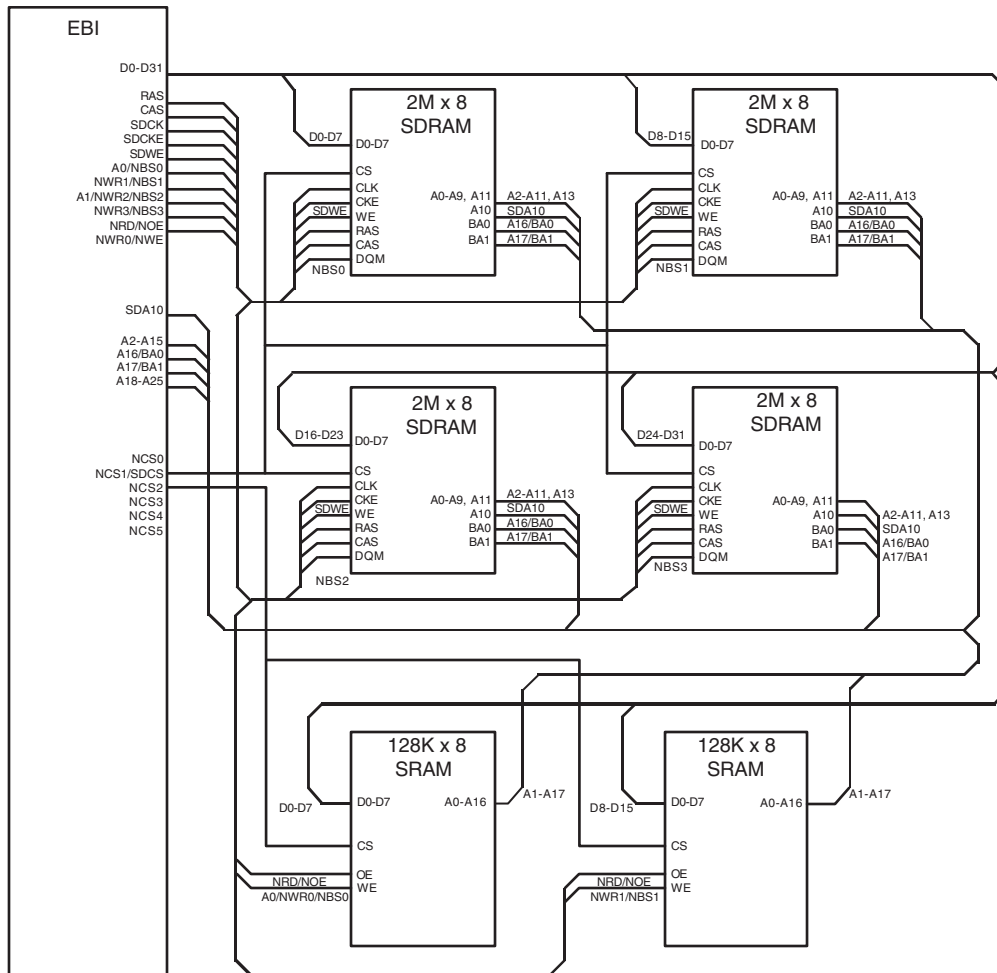 EBI
D0-D31
RAS
CAS
SDCK
SDCKE
SDWE
A0/NBS0
NWR1/NBS1
A1/NWR2/NBS2
NWR3/NBS3
NRD/NOE
NWR0/NWE
SDA10
A2-A15
A16/BA0
A17/BA1
A18-A25
NCS0
NCS1/SDCS
NCS2
NCS3
NCS4
NCS5
2M x 8
SDRAM
D0-D7
D0-D7
CS
CLK
CKE
SDWE
WE
RAS
CAS
DQM
NBS0
A0-A9, A11
A10
BA0
BA1
A2-A11, A13
SDA10
A16/BA0
A17/BA1
2M x 8
SDRAM
D8-D15
D0-D7
CS
CLK
CKE
SDWE
WE
RAS
CAS
DQM
NBS1
A0-A9, A11
A10
BA0
BA1
A2-A11, A13
SDA10
A16/BA0
A17/BA1
2M x 8
SDRAM
D16-D23
D0-D7
CS
CLK
CKE
SDWE
WE
RAS
CAS
DQM
NBS2
A0-A9, A11
A10
BA0
BA1
A2-A11, A13
SDA10
A16/BA0
A17/BA1
2M x 8
SDRAM
D24-D31
D0-D7
CS
CLK
CKE
SDWE
WE
RAS
CAS
DQM
NBS3
A0-A9, A11
A10
BA0
BA1
A2-A11, A13
SDA10
A16/BA0
A17/BA1
128K x 8
SRAM
D0-D7
D0-D7
A0-A16
A1-A17
CS
OE
NRD/NOE
WE
A0/NWR0/NBS0
128K x 8
SRAM
D8-D15
D0-D7
A0-A16
A1-A17
CS
OE
NRD/NOE
WE
NWR1/NBS1